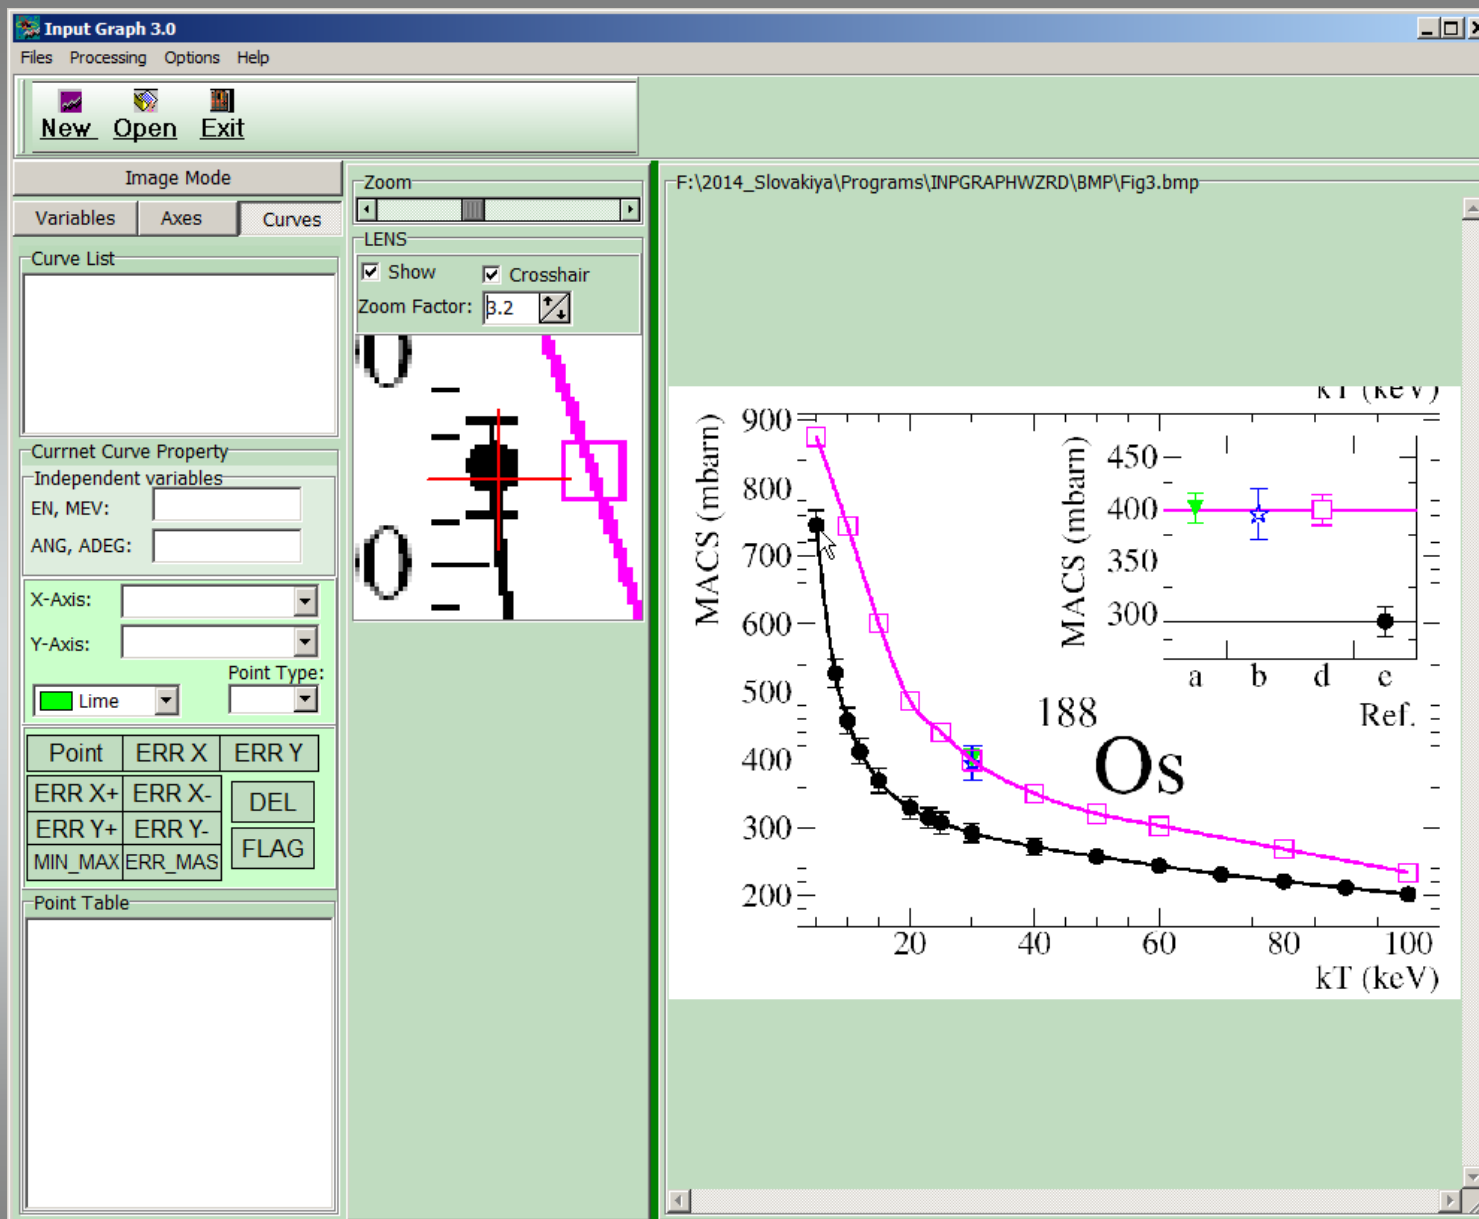 Input Graph 3.0
Files Processing Options Help
New Open Exit
Image Mode
Variables Axes Curves
Curve List
Currnet Curve Property
Independent variables
EN, MEV:
ANG, ADEG:
X-Axis:
Y-Axis:
Point Type:
Lime
Point ERR X ERR Y
ERR X+ ERR X- DEL
ERR Y+ ERR Y- FLAG
MIN_MAX ERR_MAS
Point Table
Zoom
LENS
Show Crosshair
Zoom Factor: 3.2
0
0
F:\2014_Slovakiya\Programs\INPGRAPHWZRD\BMP\Fig3.bmp
kT (keV)
MACS (mbarn)
900
800
700
600
500
400
300
200
20 40 60 80 100
kT (keV)
MACS (mbarn)
450
400
350
300
a b d e
Ref.
188
Os